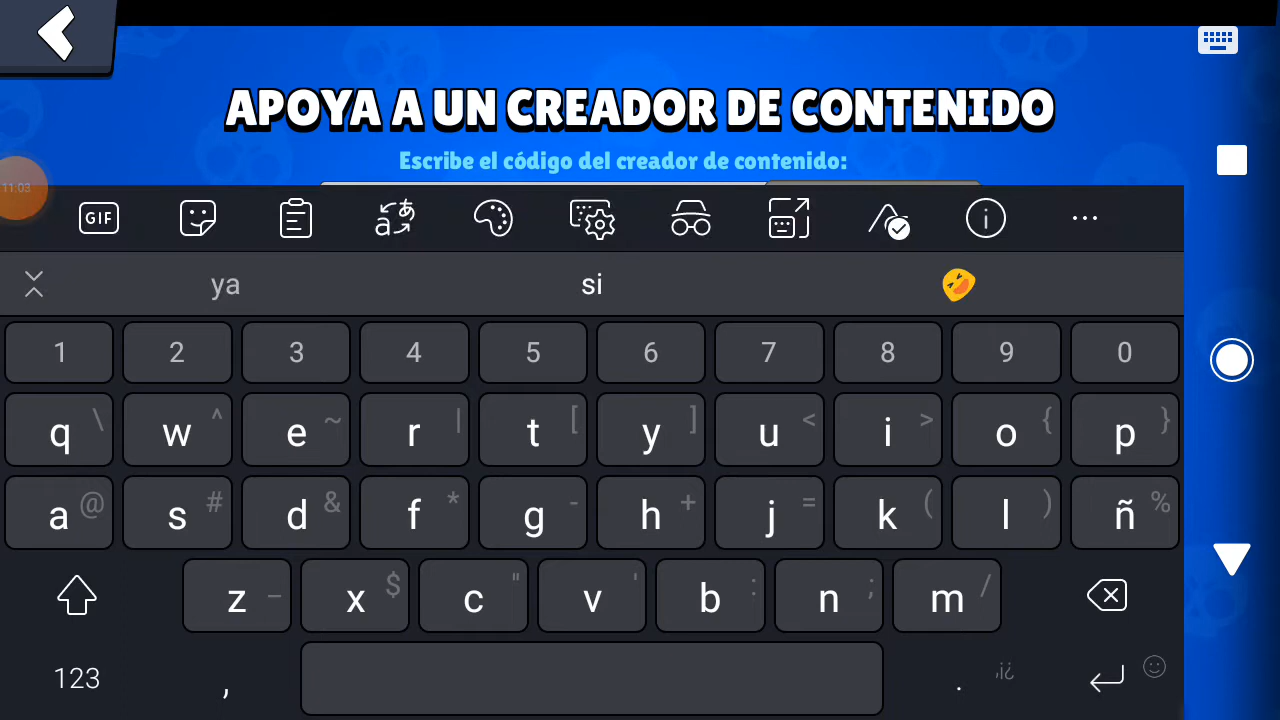 APOYA A UN CREADOR DE CONTENIDO
Escribe el código del creador de contenido:
11:03
GIF
ya si
1 2 3 4 5 6 7 8 9 0
q \ w ^ e ~ r | t [ y ] u < i > o { p }
a @ s # d & f * g - h + j = k ( l ) ñ %
z _ x $ c " v ' b : n ; m /
123 , . ,¡¿